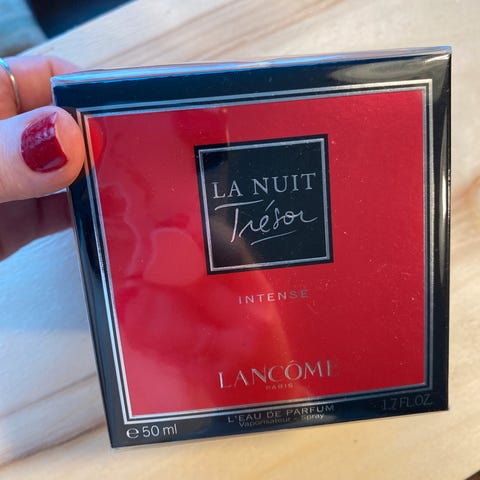 LA NUIT
Trésor
INTENSE
LANCÔME
PARIS
L'EAU DE PARFUM
Vaporisateur - Spray
℮ 50 ml
1.7 FL.OZ.